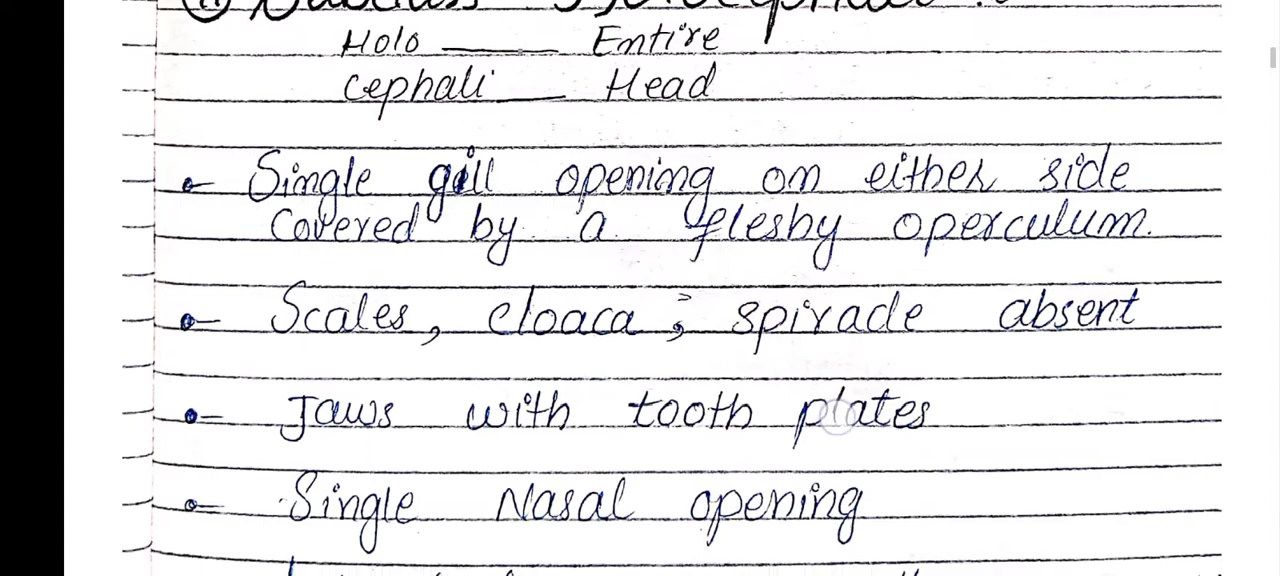 Holo —— Entire
Cephali — Head
Single gill opening on either side
covered by a fleshy operculum.
Scales, cloaca ; spiracle absent
Jaws with tooth plates
Single Nasal opening